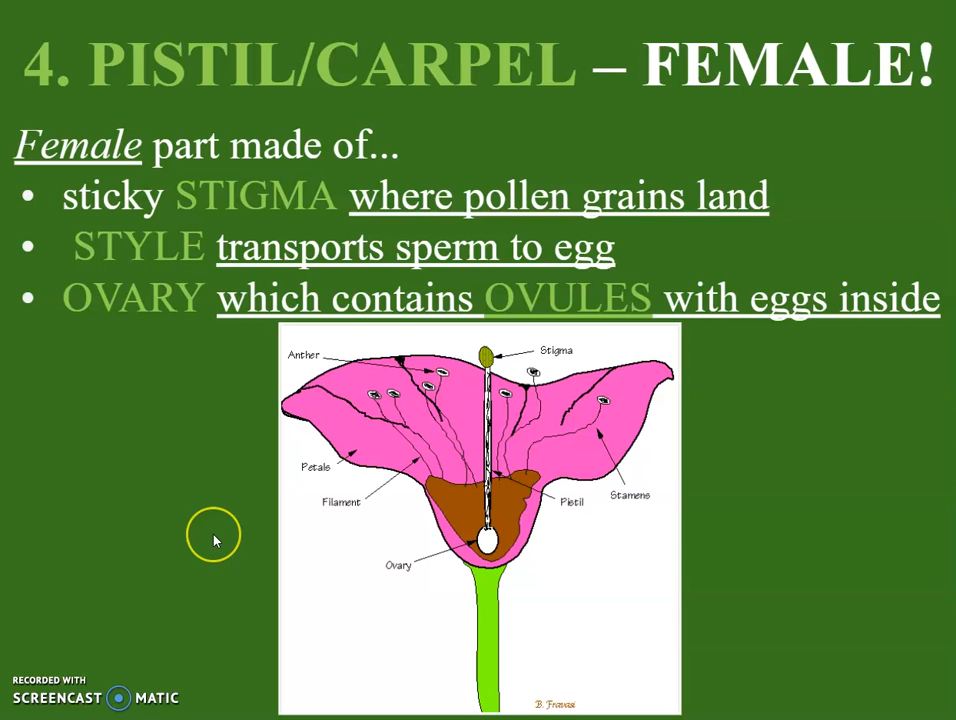 4. PISTIL/CARPEL – FEMALE!
Female part made of...
• sticky STIGMA where pollen grains land
• STYLE transports sperm to egg
• OVARY which contains OVULES with eggs inside
Anther
Stigma
Petals
Filament
Pistil
Stamens
Ovary
B. Fravasi
RECORDED WITH
SCREENCAST MATIC